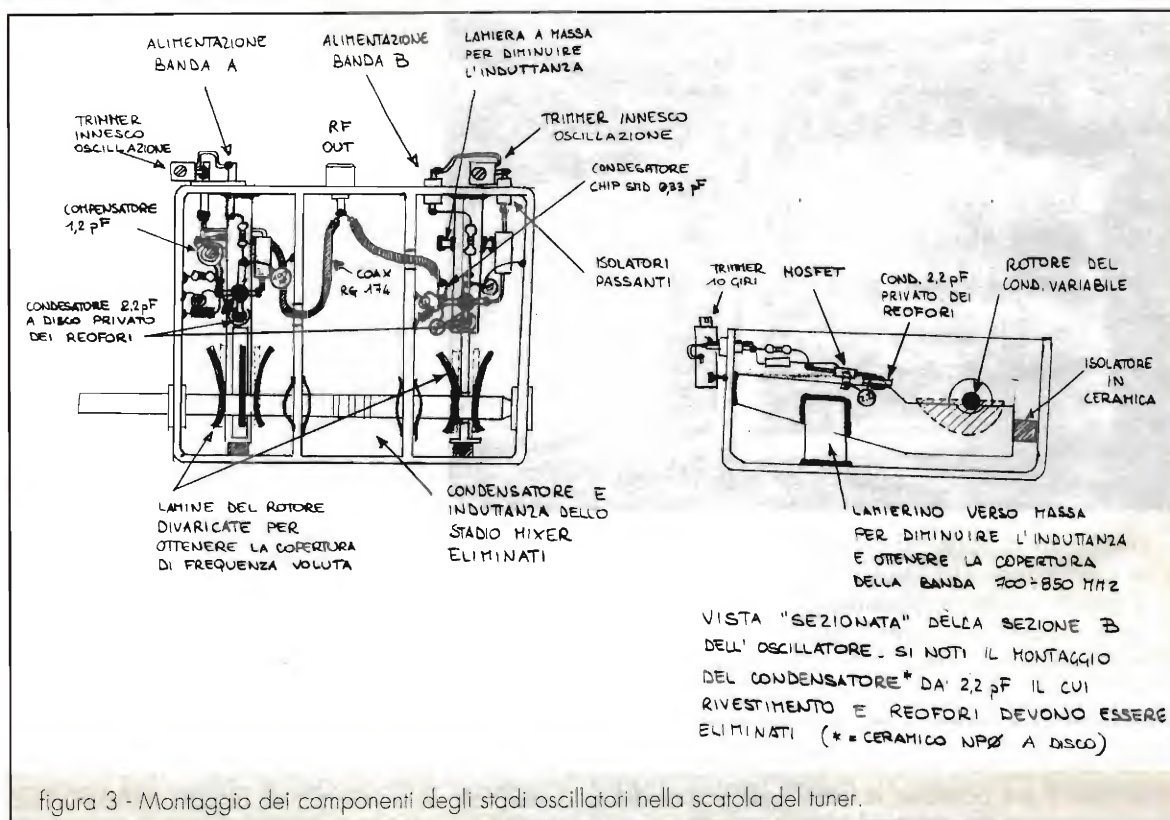 ALIMENTAZIONE
BANDA A
ALIMENTAZIONE
BANDA B
LAMIERA A MASSA
PER DIMINUIRE
L'INDUTTANZA
TRIMMER
INNESCO
OSCILLAZIONE
RF
OUT
TRIMMER INNESCO
OSCILLAZIONE
CONDESATORE
CHIP SMD 0,33 pF
COMPENSATORE
1,2 pF
COAX
RG 174
ISOLATORI
PASSANTI
CONDESATORE 2,2 pF
A DISCO PRIVATO
DEI REOFORI
LAMINE DEL ROTORE
DIVARICATE PER
OTTENERE LA COPERTURA
DI FREQUENZA VOLUTA
CONDENSATORE E
INDUTTANZA DELLO
STADIO MIXER
ELIMINATI
TRIMMER
10 GIRI
MOSFET
COND. 2,2 pF
PRIVATO DEI
REOFORI
ROTORE DEL
COND. VARIABILE
ISOLATORE
IN
CERAMICA
LAMIERINO VERSO MASSA
PER DIMINUIRE L'INDUTTANZA
E OTTENERE LA COPERTURA
DELLA BANDA 700÷850 MHz
VISTA "SEZIONATA" DELLA SEZIONE B
DELL' OSCILLATORE. SI NOTI IL MONTAGGIO
DEL CONDENSATORE* DA 2,2 pF IL CUI
RIVESTIMENTO E REOFORI DEVONO ESSERE
ELIMINATI (* = CERAMICO NPØ A DISCO)
figura 3 - Montaggio dei componenti degli stadi oscillatori nella scatola del tuner.